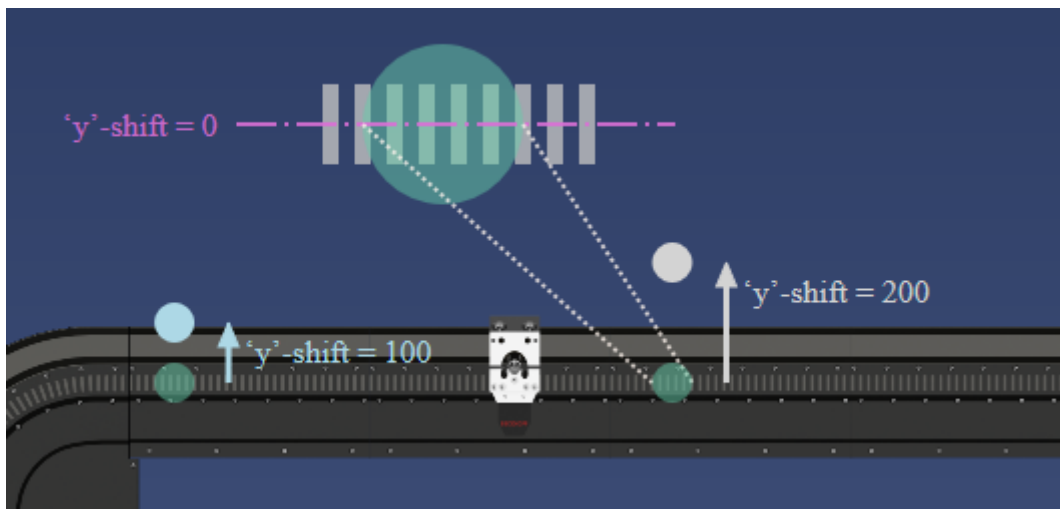 ‘y’-shift = 0
‘y’-shift = 200
‘y’-shift = 100